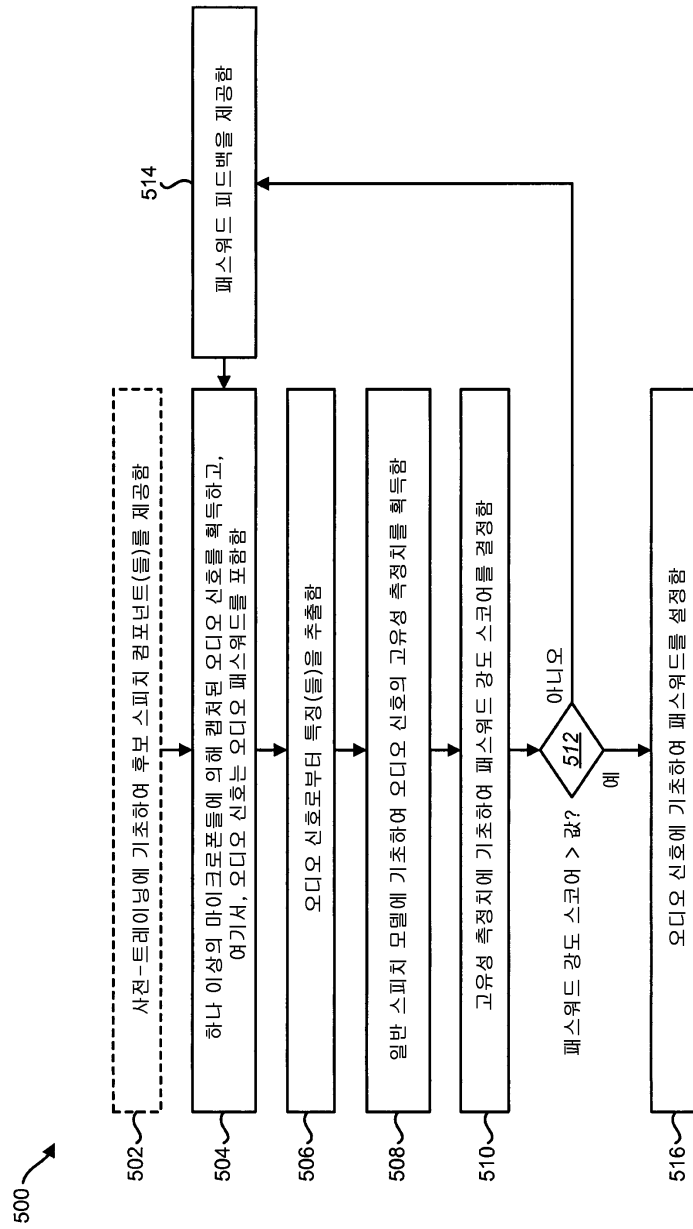 500
502
사전-트레이닝에 기초하여 후보 스피치 컴포넌트(들)를 제공함
504
하나 이상의 마이크로폰들에 의해 캡처된 오디오 신호를 획득하고,
여기서, 오디오 신호는 오디오 패스워드를 포함함
514
패스워드 피드백을 제공함
506
오디오 신호로부터 특징(들)을 추출함
508
일반 스피치 모델에 기초하여 오디오 신호의 고유성 측정치를 획득함
510
고유성 측정치에 기초하여 패스워드 강도 스코어를 결정함
패스워드 강도 스코어 > 값?
512
아니오
예
516
오디오 신호에 기초하여 패스워드를 설정함